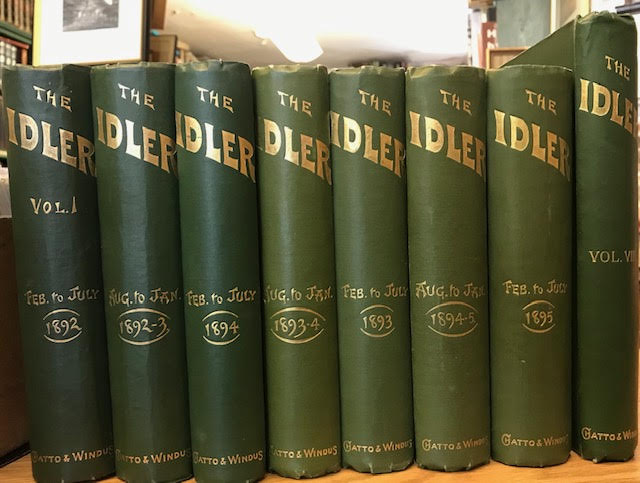 THE
IDLER
VOL. I
FEB. TO JULY
1892
CHATTO & WINDUS
THE
IDLER
AUG. TO JAN.
1892-3
CHATTO & WINDUS
THE
IDLER
FEB. TO JULY
1894
CHATTO & WINDUS
THE
IDLER
AUG. TO JAN.
1893-4
CHATTO & WINDUS
THE
IDLER
FEB. TO JULY
1893
CHATTO & WINDUS
THE
IDLER
AUG. TO JAN.
1894-5
CHATTO & WINDUS
THE
IDLER
FEB. TO JULY
1895
CHATTO & WINDUS
THE
IDLER
VOL.
CHATTO & WINDUS